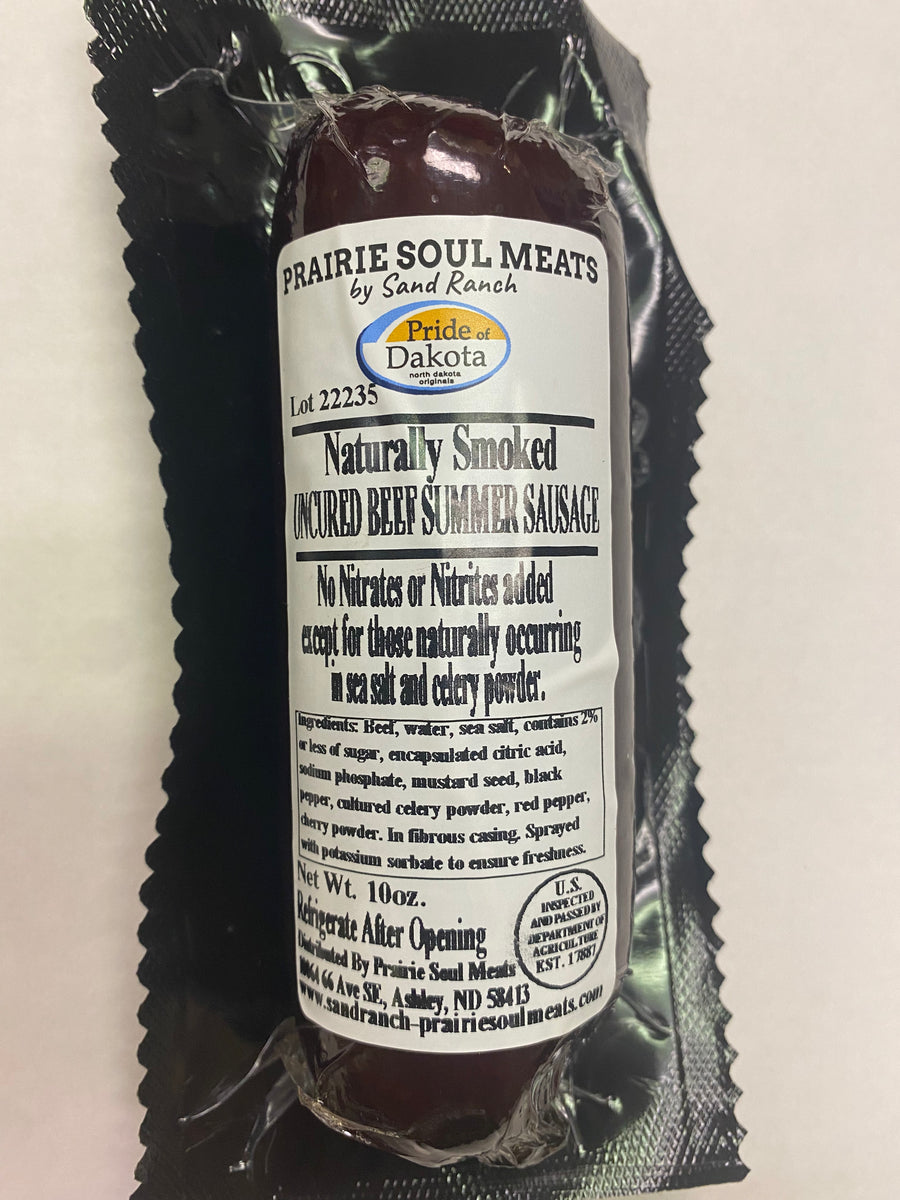 PRAIRIE SOUL MEATS
by Sand Ranch
Pride of
Dakota
north dakota
originals
Lot 22235
Naturally Smoked
UNCURED BEEF SUMMER SAUSAGE
No Nitrates or Nitrites added
except for those naturally occurring
in sea salt and celery powder.
Ingredients: Beef, water, sea salt, contains 2%
or less of sugar, encapsulated citric acid,
sodium phosphate, mustard seed, black
pepper, cultured celery powder, red pepper,
cherry powder. In fibrous casing. Sprayed
with potassium sorbate to ensure freshness.
Net Wt. 10oz.
Refrigerate After Opening
Distributed By Prairie Soul Meats
66 Ave SE, Ashley, ND 58413
www.sandranch-prairiesoulmeats.com
U.S.
INSPECTED
AND PASSED BY
DEPARTMENT OF
AGRICULTURE
EST. 17887